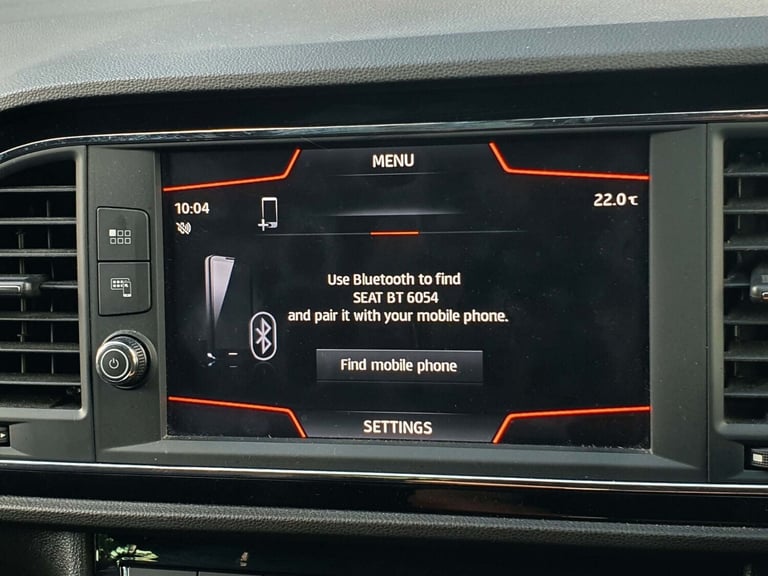 MENU
10:04
22.0°C
Use Bluetooth to find
SEAT BT 6054
and pair it with your mobile phone.
Find mobile phone
SETTINGS